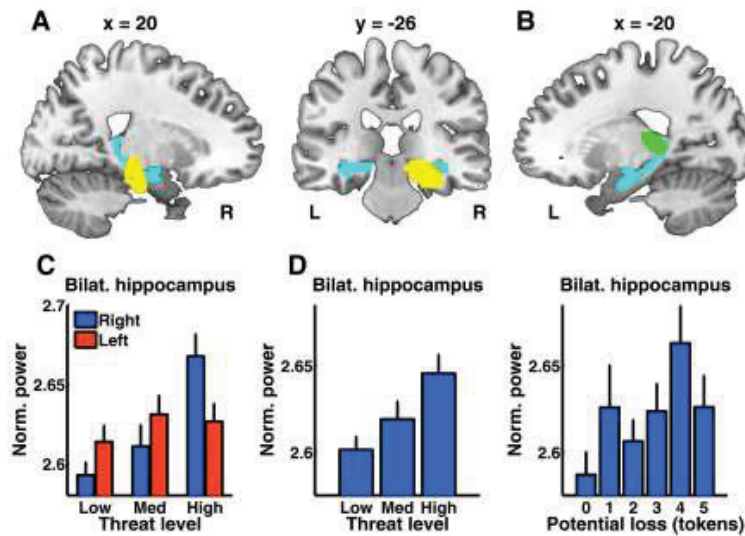 A
x = 20
y = -26
B
x = -20
R
L
R
L
C
Bilat. hippocampus
2.7
2.65
2.6
Norm. power
Right
Left
Low Med High
Threat level
D
Bilat. hippocampus
2.65
2.6
Norm. power
Low Med High
Threat level
Bilat. hippocampus
2.65
2.6
Norm. power
0 1 2 3 4 5
Potential loss (tokens)